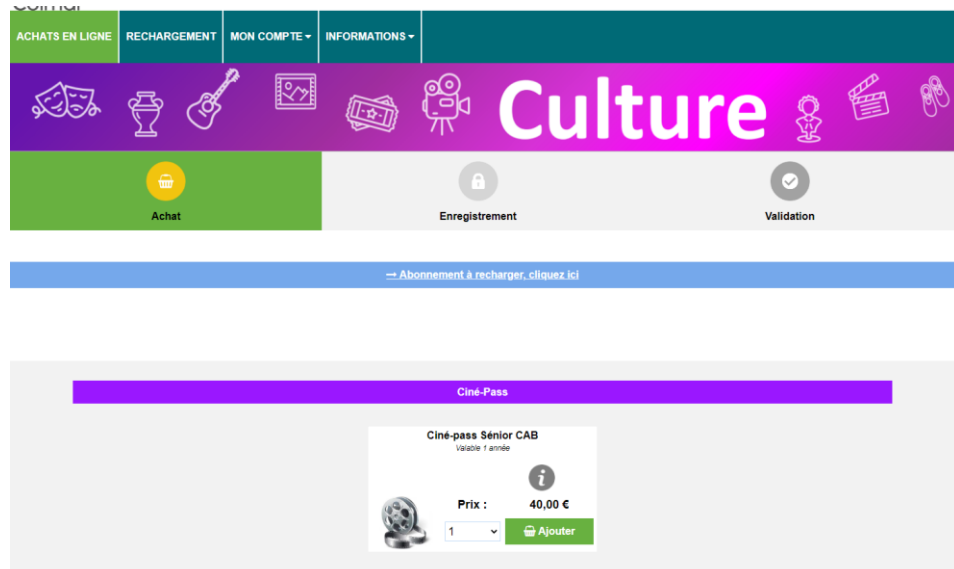 Colmar
ACHATS EN LIGNE RECHARGEMENT MON COMPTE INFORMATIONS
Culture
Achat Enregistrement Validation
→ Abonnement à recharger, cliquez ici
Ciné-Pass
Ciné-pass Sénior CAB
Valable 1 année
i
Prix : 40,00 €
1 Ajouter